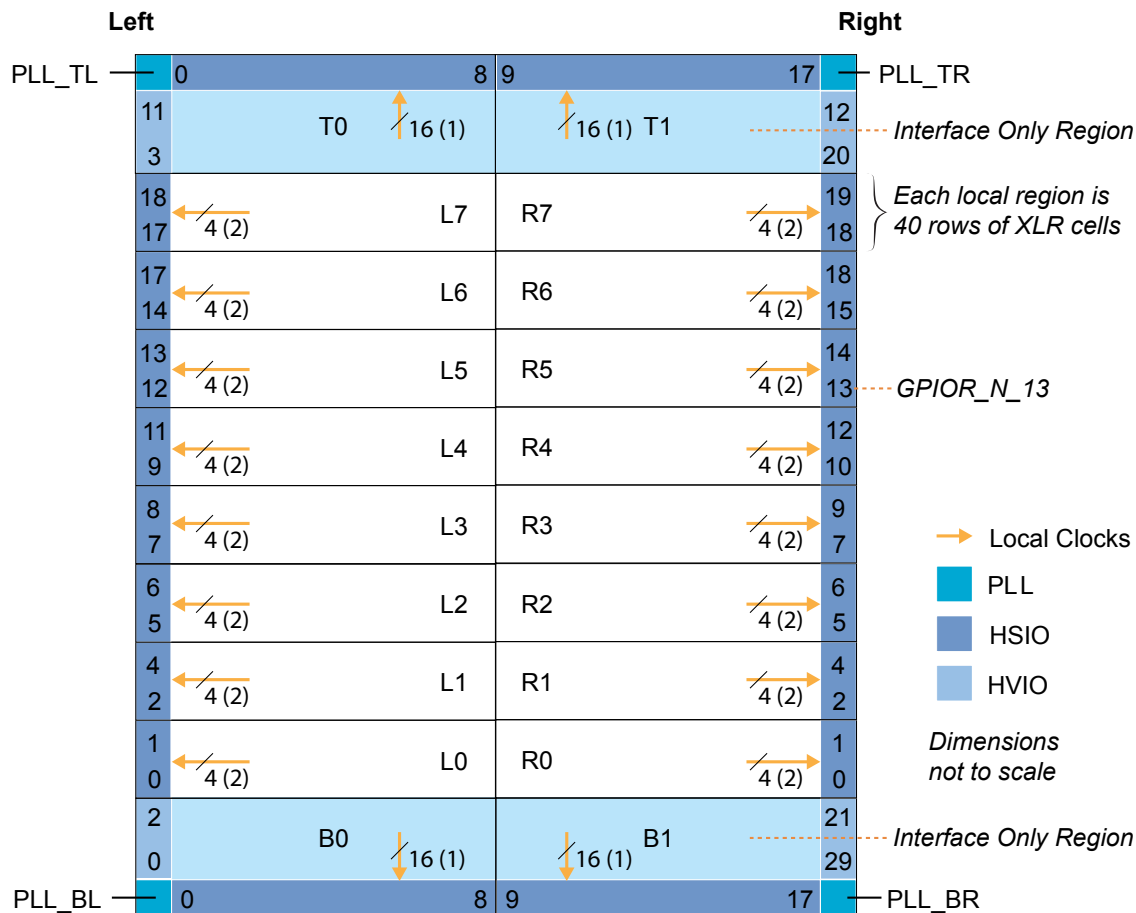 Left Right
PLL_TL 0 8 9 17 PLL_TR
11 T0 16 (1) 16 (1) T1 12 Interface Only Region
3 20
18 4 (2) L7 R7 4 (2) 19 Each local region is
17 18 40 rows of XLR cells
17 4 (2) L6 R6 4 (2) 18
14 15
13 4 (2) L5 R5 4 (2) 14
12 13 GPIOR_N_13
11 4 (2) L4 R4 4 (2) 12
9 10
8 4 (2) L3 R3 4 (2) 9
7 7
Local Clocks
6 4 (2) L2 R2 4 (2) 6 PLL
5 5
HSIO
4 4 (2) L1 R1 4 (2) 4 HVIO
2 2
1 4 (2) L0 R0 4 (2) 1 Dimensions
0 0 not to scale
2 B0 16 (1) 16 (1) B1 21 Interface Only Region
0 29
PLL_BL 0 8 9 17 PLL_BR